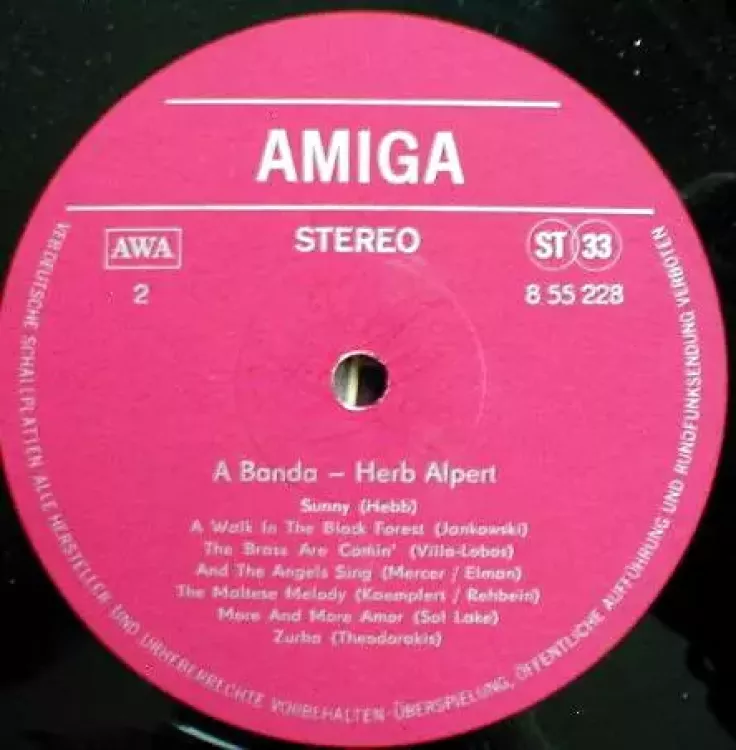 AMIGA
STEREO
AWA
ST 33
2
8 55 228
A Banda – Herb Alpert
Sunny (Hebb)
A Walk In The Black Forest (Jankowski)
The Brass Are Comin' (Villa-Lobos)
And The Angels Sing (Mercer / Elman)
The Maltese Melody (Kaempfert / Rehbein)
More And More Amor (Sol Lake)
Zorba (Theodorakis)
VEB DEUTSCHE SCHALLPLATTEN ALLE HERSTELLER- UND URHEBERRECHTE VORBEHALTEN-ÜBERSPIELUNG, ÖFFENTLICHE AUFFÜHRUNG UND RUNDFUNKSENDUNG VERBOTEN